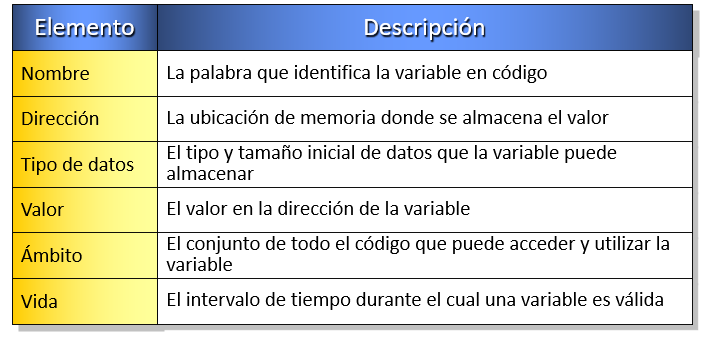 Elemento Descripción
Nombre La palabra que identifica la variable en código
Dirección La ubicación de memoria donde se almacena el valor
Tipo de datos El tipo y tamaño inicial de datos que la variable puede
almacenar
Valor El valor en la dirección de la variable
Ámbito El conjunto de todo el código que puede acceder y utilizar la
variable
Vida El intervalo de tiempo durante el cual una variable es válida